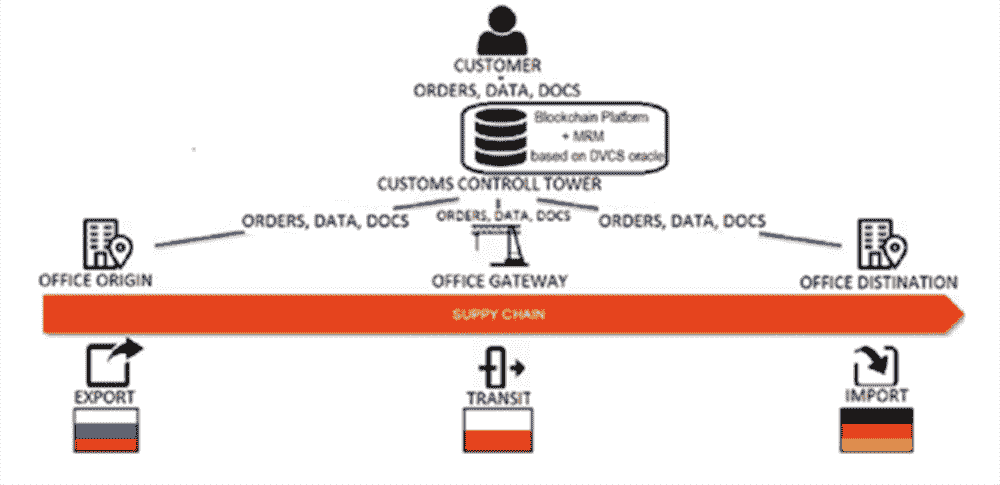 CUSTOMER
ORDERS, DATA, DOCS
Blockchain Platform
+ MRM
based on DVCS oracle
CUSTOMS CONTROLL TOWER
ORDERS, DATA, DOCS
ORDERS, DATA, DOCS
ORDERS, DATA, DOCS
OFFICE ORIGIN
OFFICE GATEWAY
OFFICE DISTINATION
SUPPY CHAIN
EXPORT
TRANSIT
IMPORT